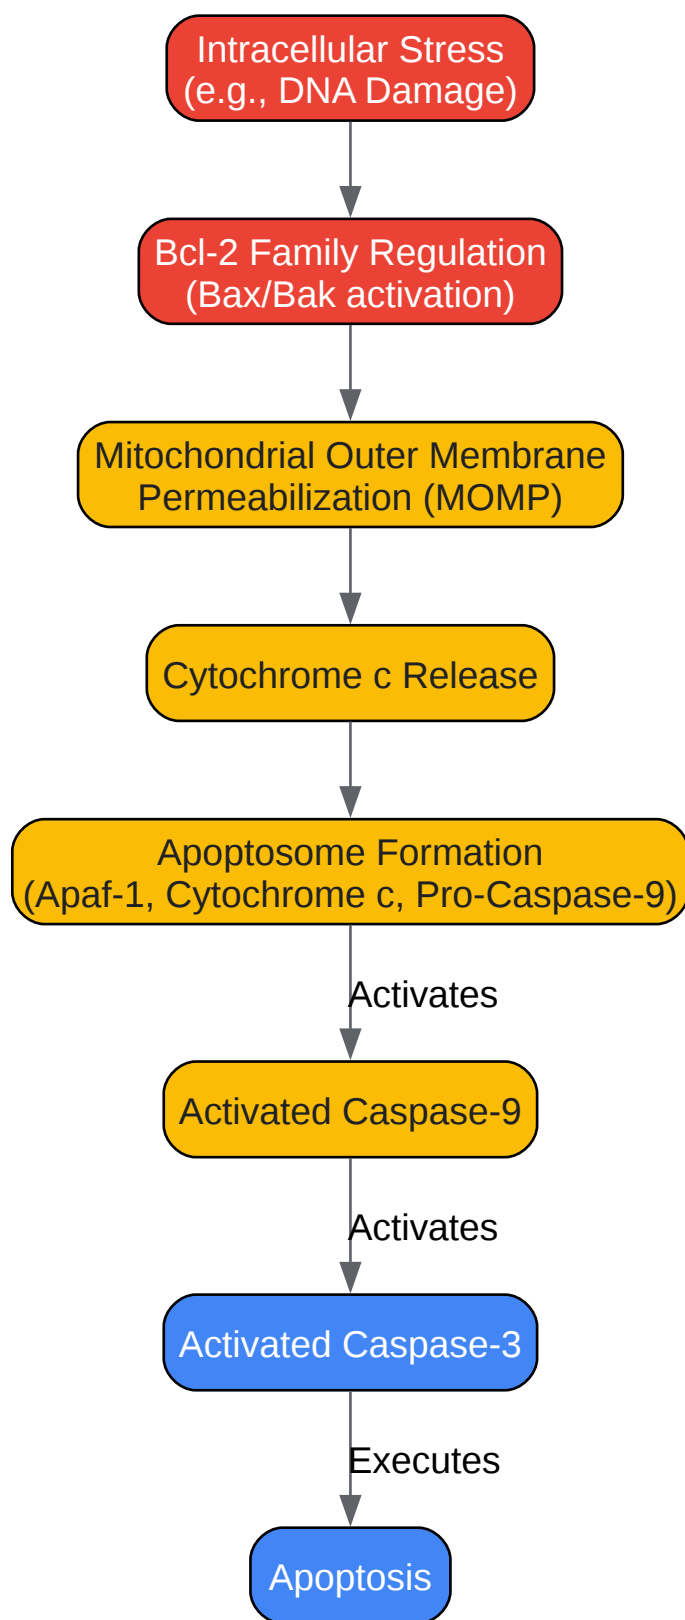 Intracellular Stress
(e.g., DNA Damage)
Bcl-2 Family Regulation
(Bax/Bak activation)
Mitochondrial Outer Membrane
Permeabilization (MOMP)
Cytochrome c Release
Apoptosome Formation
(Apaf-1, Cytochrome c, Pro-Caspase-9)
Activates
Activated Caspase-9
Activates
Activated Caspase-3
Executes
Apoptosis